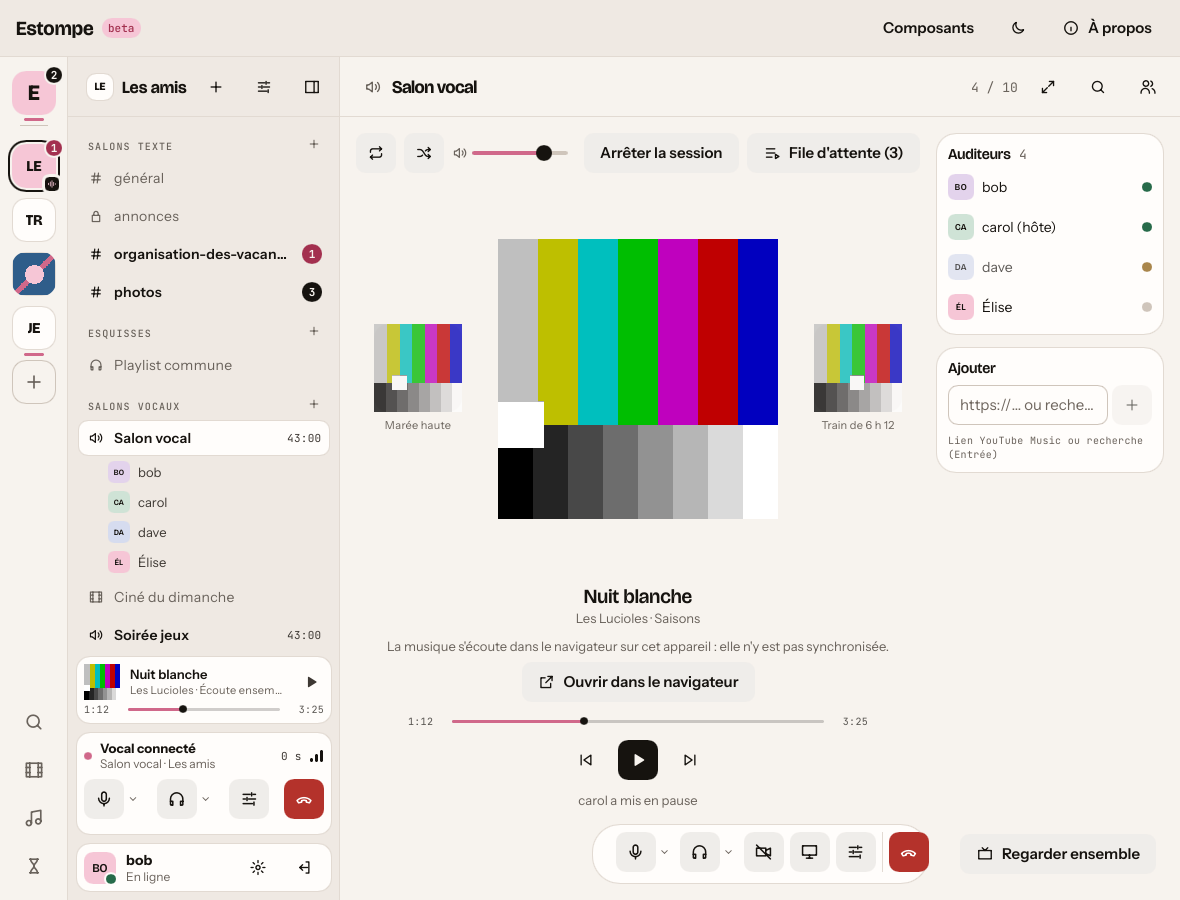 Estompe beta
Composants
À propos
E
2
LE
1
TR
JE
LE Les amis
SALONS TEXTE
général
annonces
organisation-des-vacan... 1
photos 3
ESQUISSES
Playlist commune
SALONS VOCAUX
Salon vocal 43:00
BO bob
CA carol
DA dave
ÉL Élise
Ciné du dimanche
Soirée jeux 43:00
Nuit blanche
Les Lucioles · Écoute ensem...
1:12 3:25
Vocal connecté
Salon vocal · Les amis
0 s
BO bob
En ligne
Salon vocal
4 / 10
Arrêter la session
File d'attente (3)
Marée haute
Train de 6 h 12
Nuit blanche
Les Lucioles · Saisons
La musique s'écoute dans le navigateur sur cet appareil : elle n'y est pas synchronisée.
Ouvrir dans le navigateur
1:12 3:25
carol a mis en pause
Auditeurs 4
BO bob
CA carol (hôte)
DA dave
ÉL Élise
Ajouter
https://... ou reche...
Lien YouTube Music ou recherche
(Entrée)
Regarder ensemble